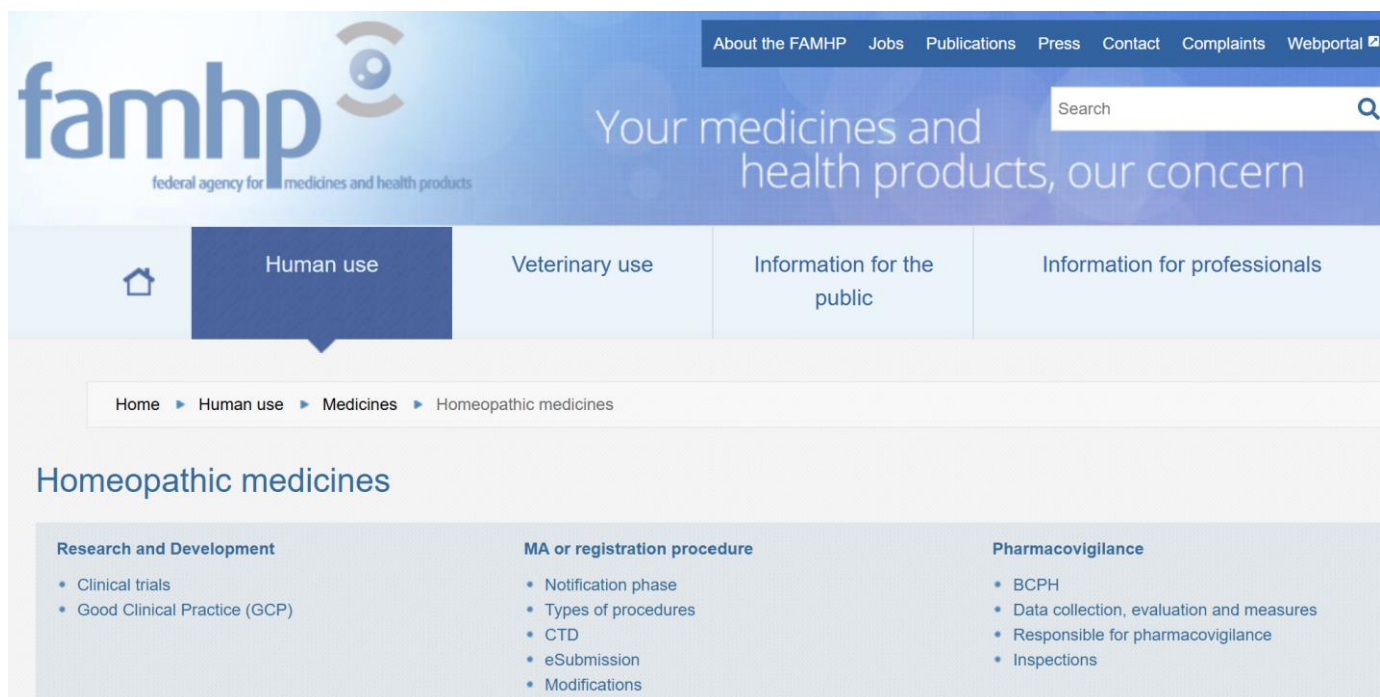 About the FAMHP Jobs Publications Press Contact Complaints Webportal
famhp
federal agency for medicines and health products
Search
Your medicines and
health products, our concern
Human use
Veterinary use
Information for the
public
Information for professionals
Home Human use Medicines Homeopathic medicines
Homeopathic medicines
Research and Development
Clinical trials
Good Clinical Practice (GCP)
MA or registration procedure
Notification phase
Types of procedures
CTD
eSubmission
Modifications
Pharmacovigilance
BCPH
Data collection, evaluation and measures
Responsible for pharmacovigilance
Inspections